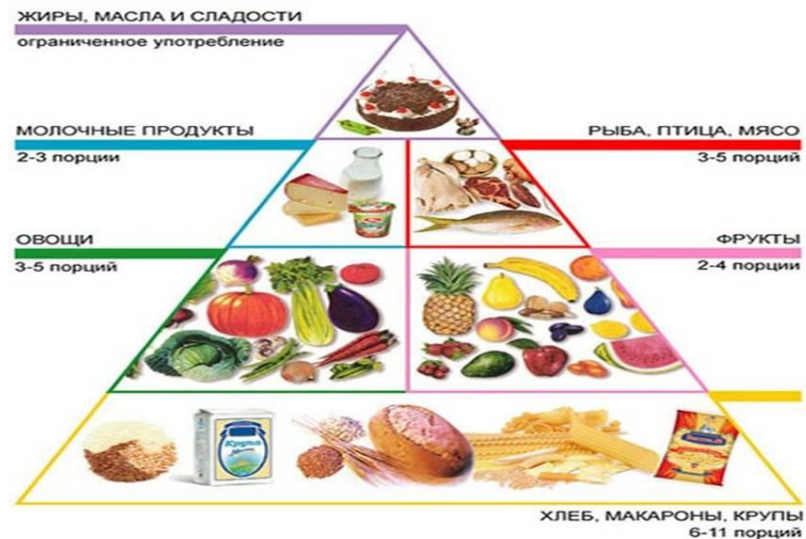 ЖИРЫ, МАСЛА И СЛАДОСТИ
ограниченное употребление
МОЛОЧНЫЕ ПРОДУКТЫ
2-3 порции
РЫБА, ПТИЦА, МЯСО
3-5 порций
ОВОЩИ
3-5 порций
ФРУКТЫ
2-4 порции
Крупа
ХЛЕБ, МАКАРОНЫ, КРУПЫ
6-11 порций